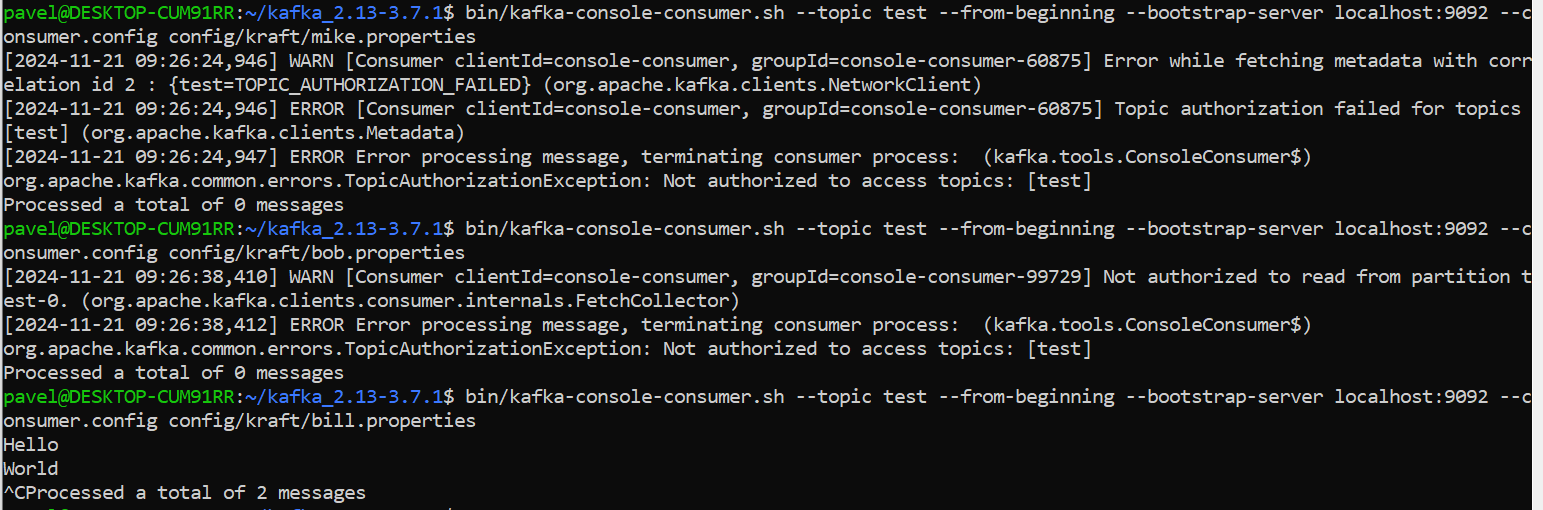 pavel@DESKTOP-CUM91RR:~/kafka_2.13-3.7.1$ bin/kafka-console-consumer.sh --topic test --from-beginning --bootstrap-server localhost:9092 --c
onsumer.config config/kraft/mike.properties
[2024-11-21 09:26:24,946] WARN [Consumer clientId=console-consumer, groupId=console-consumer-60875] Error while fetching metadata with corr
elation id 2 : {test=TOPIC_AUTHORIZATION_FAILED} (org.apache.kafka.clients.NetworkClient)
[2024-11-21 09:26:24,946] ERROR [Consumer clientId=console-consumer, groupId=console-consumer-60875] Topic authorization failed for topics
[test] (org.apache.kafka.clients.Metadata)
[2024-11-21 09:26:24,947] ERROR Error processing message, terminating consumer process:  (kafka.tools.ConsoleConsumer$)
org.apache.kafka.common.errors.TopicAuthorizationException: Not authorized to access topics: [test]
Processed a total of 0 messages
pavel@DESKTOP-CUM91RR:~/kafka_2.13-3.7.1$ bin/kafka-console-consumer.sh --topic test --from-beginning --bootstrap-server localhost:9092 --c
onsumer.config config/kraft/bob.properties
[2024-11-21 09:26:38,410] WARN [Consumer clientId=console-consumer, groupId=console-consumer-99729] Not authorized to read from partition t
est-0. (org.apache.kafka.clients.consumer.internals.FetchCollector)
[2024-11-21 09:26:38,412] ERROR Error processing message, terminating consumer process:  (kafka.tools.ConsoleConsumer$)
org.apache.kafka.common.errors.TopicAuthorizationException: Not authorized to access topics: [test]
Processed a total of 0 messages
pavel@DESKTOP-CUM91RR:~/kafka_2.13-3.7.1$ bin/kafka-console-consumer.sh --topic test --from-beginning --bootstrap-server localhost:9092 --c
onsumer.config config/kraft/bill.properties
Hello
World
^CProcessed a total of 2 messages